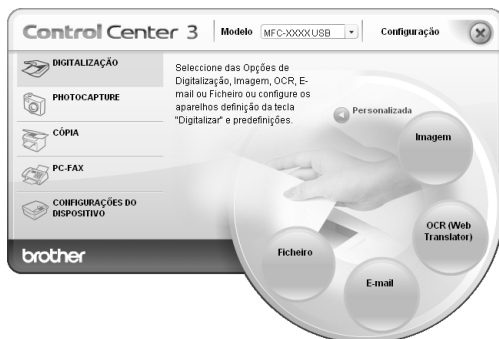 Control Center 3
Modelo
MFC-XXXX USB
Configuração
DIGITALIZAÇÃO
PHOTOCAPTURE
CÓPIA
PC-FAX
CONFIGURAÇÕES DO
DISPOSITIVO
Seleccione das Opções de
Digitalização, Imagem, OCR, E-
mail ou Ficheiro ou configure os
aparelhos definição da tecla
"Digitalizar" e predefinições.
Personalizada
Imagem
OCR (Web
Translator)
E-mail
Ficheiro
brother